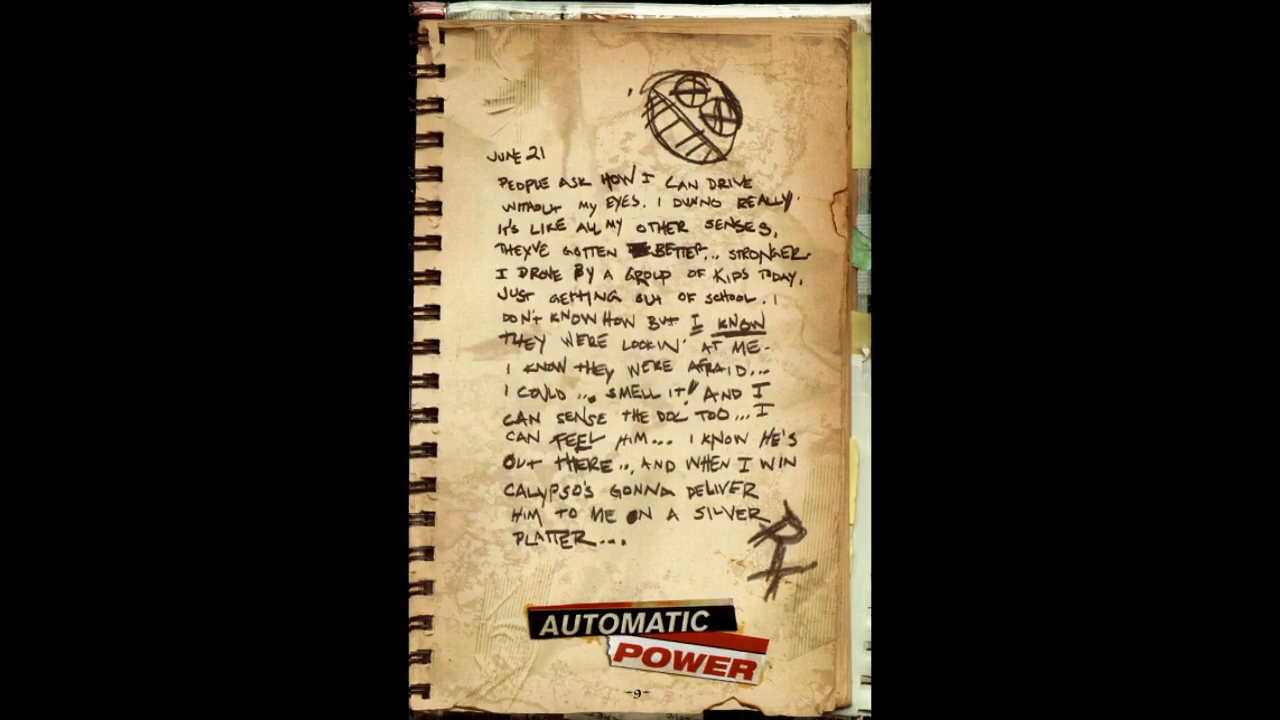 JUNE 21
PEOPLE ASK HOW I CAN DRIVE
WITHOUT MY EYES. I DUNNO REALLY.
IT'S LIKE ALL MY OTHER SENSES,
THEY'VE GOTTEN BETTER... STRONGER.
I DROVE BY A GROUP OF KIDS TODAY,
JUST GETTING OUT OF SCHOOL. I
DON'T KNOW HOW BUT I KNOW
THEY WERE LOOKIN' AT ME.
I KNOW THEY WERE AFRAID...
I COULD... SMELL IT! AND I
CAN SENSE THE DOC TOO... I
CAN FEEL HIM... I KNOW HE'S
OUT THERE... AND WHEN I WIN
CALYPSO'S GONNA DELIVER
HIM TO ME ON A SILVER
PLATTER...
AUTOMATIC
POWER
-9-